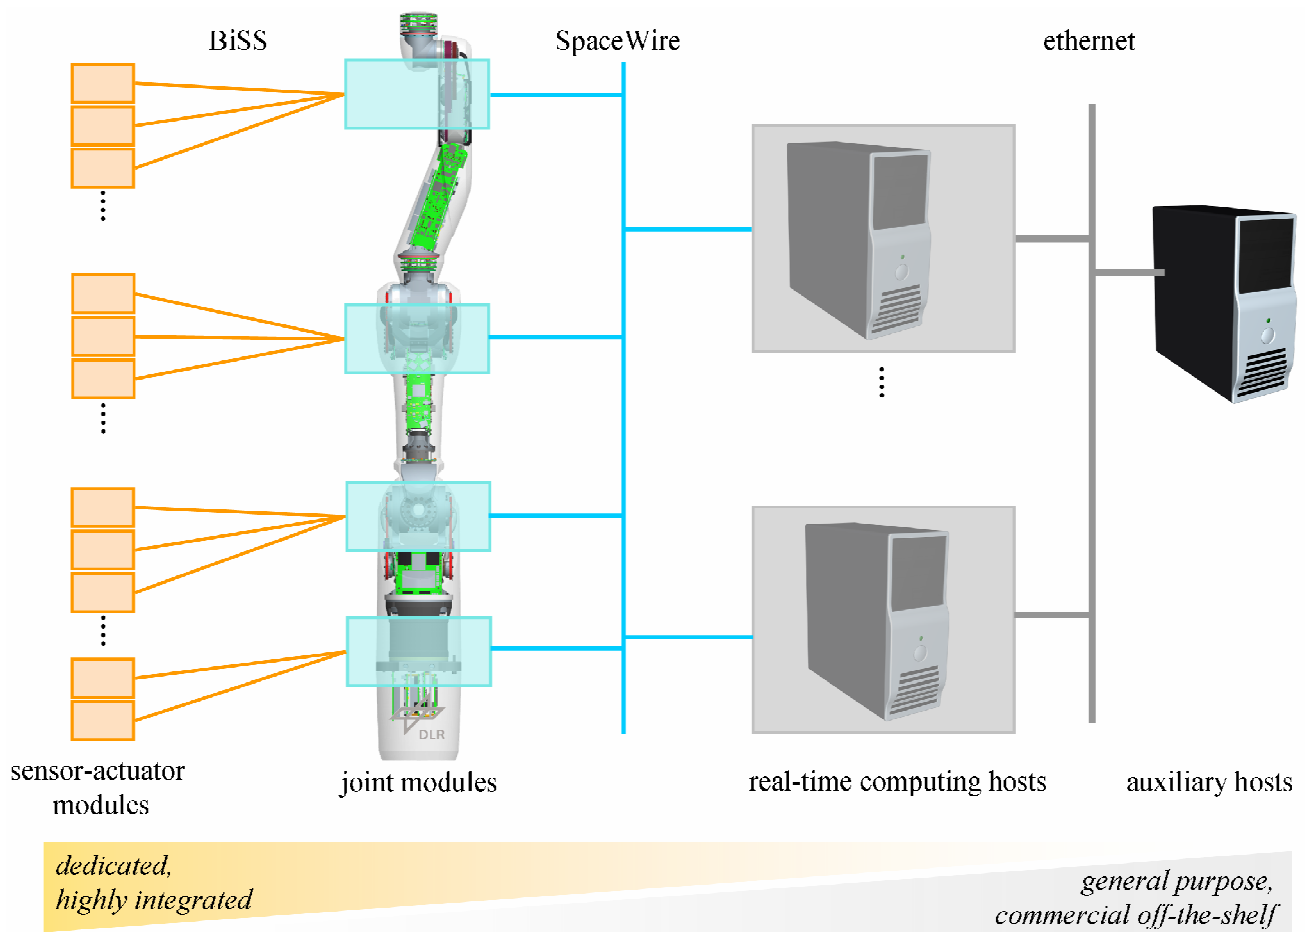 BiSS
SpaceWire
ethernet
DLR
sensor-actuator
modules
joint modules
real-time computing hosts
auxiliary hosts
dedicated,
highly integrated
general purpose,
commercial off-the-shelf